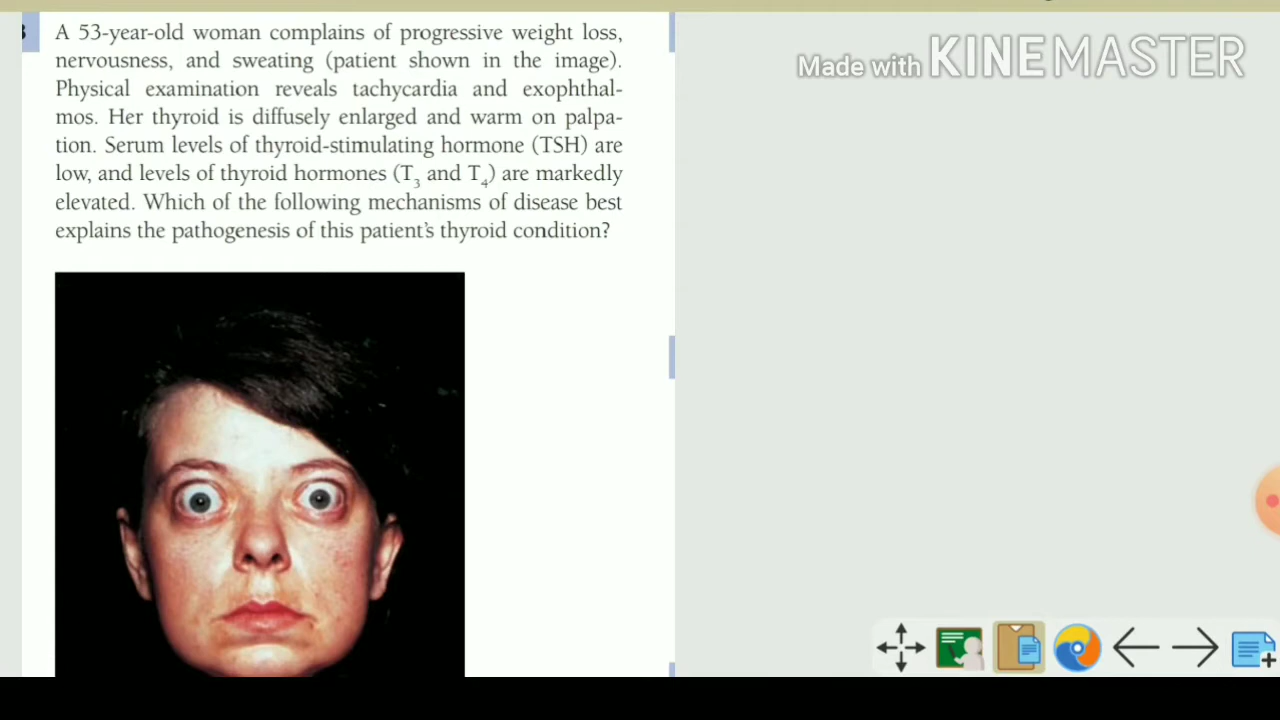 A 53-year-old woman complains of progressive weight loss,
nervousness, and sweating (patient shown in the image).
Physical examination reveals tachycardia and exophthal-
mos. Her thyroid is diffusely enlarged and warm on palpa-
tion. Serum levels of thyroid-stimulating hormone (TSH) are
low, and levels of thyroid hormones (T₃ and T₄) are markedly
elevated. Which of the following mechanisms of disease best
explains the pathogenesis of this patient's thyroid condition?
Made with KINEMASTER